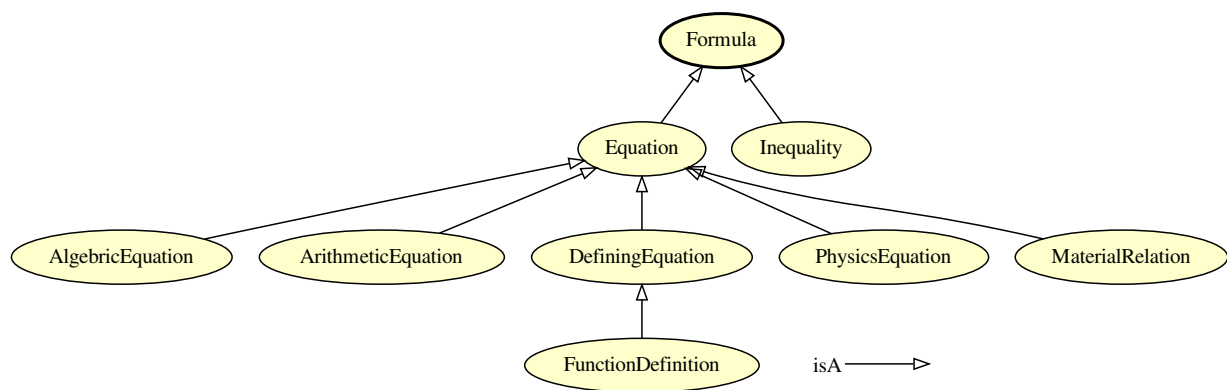 Formula
Equation
Inequality
AlgebricEquation
ArithmeticEquation
DefiningEquation
PhysicsEquation
MaterialRelation
FunctionDefinition
isA